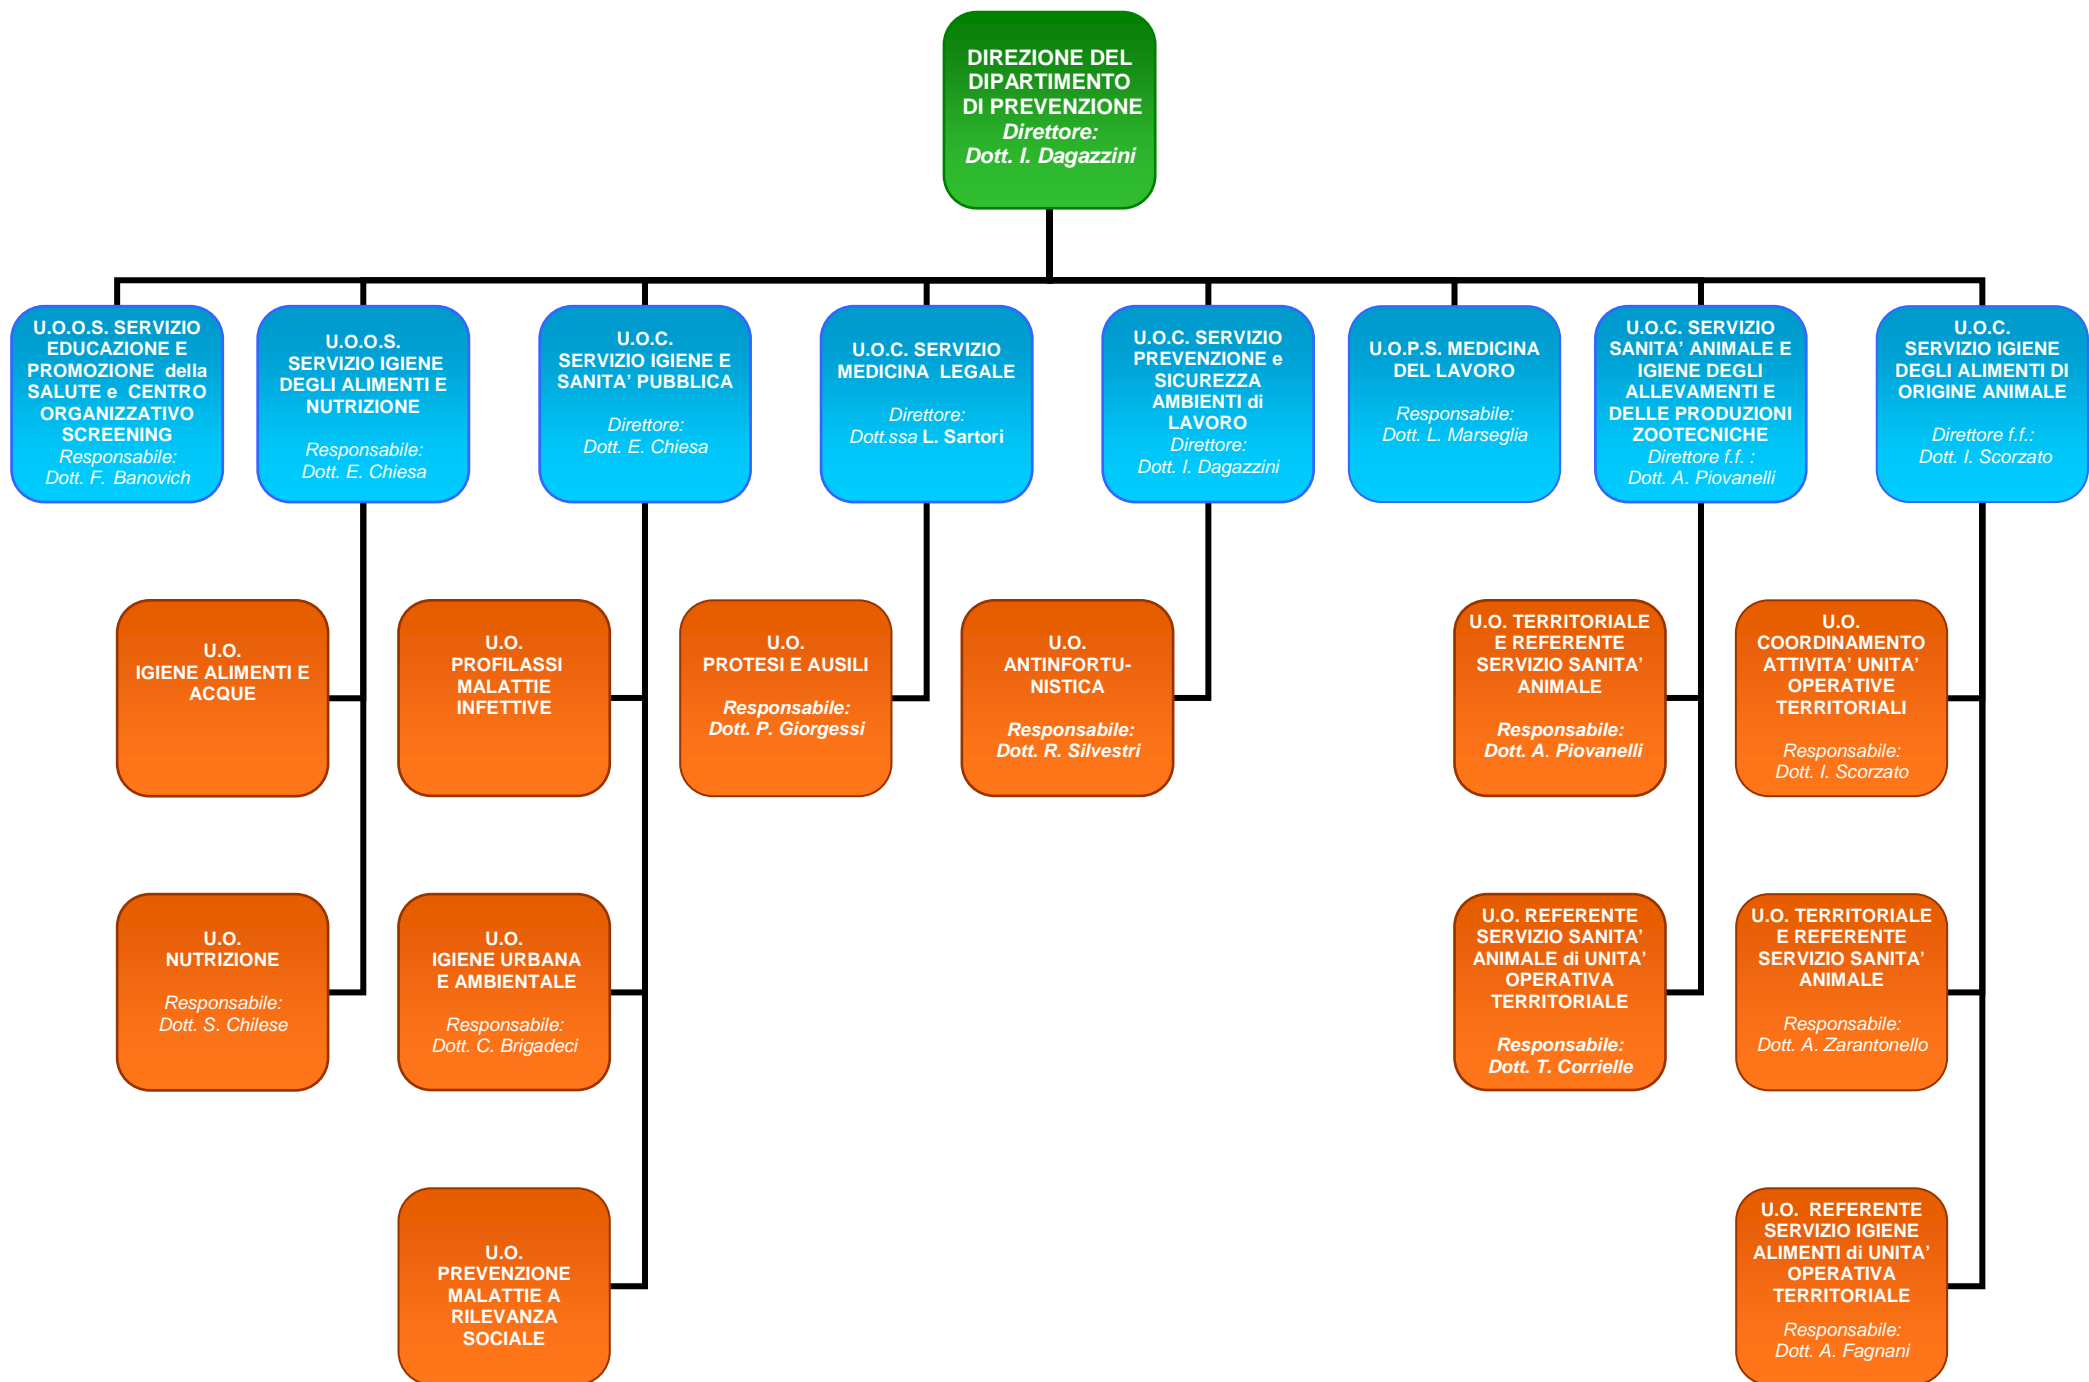 DIREZIONE DEL
DIPARTIMENTO
DI PREVENZIONE
Direttore:
Dott. I. Dagazzini
U.O.O.S. SERVIZIO
EDUCAZIONE E
PROMOZIONE della
SALUTE e CENTRO
ORGANIZZATIVO
SCREENING
Responsabile:
Dott. F. Banovich
U.O.O.S.
SERVIZIO IGIENE
DEGLI ALIMENTI E
NUTRIZIONE
Responsabile:
Dott. E. Chiesa
U.O.C.
SERVIZIO IGIENE E
SANITA' PUBBLICA
Direttore:
Dott. E. Chiesa
U.O.C. SERVIZIO
MEDICINA LEGALE
Direttore:
Dott.ssa L. Sartori
U.O.C. SERVIZIO
PREVENZIONE e
SICUREZZA
AMBIENTI di
LAVORO
Direttore:
Dott. I. Dagazzini
U.O.P.S. MEDICINA
DEL LAVORO
Responsabile:
Dott. L. Marseglia
U.O.C. SERVIZIO
SANITA' ANIMALE E
IGIENE DEGLI
ALLEVAMENTI E
DELLE PRODUZIONI
ZOOTECNICHE
Direttore f.f. :
Dott. A. Piovanelli
U.O.C.
SERVIZIO IGIENE
DEGLI ALIMENTI DI
ORIGINE ANIMALE
Direttore f.f.:
Dott. I. Scorzato
U.O.
IGIENE ALIMENTI E
ACQUE
U.O.
PROFILASSI
MALATTIE
INFETTIVE
U.O.
PROTESI E AUSILI
Responsabile:
Dott. P. Giorgessi
U.O.
ANTINFORTU-
NISTICA
Responsabile:
Dott. R. Silvestri
U.O. TERRITORIALE
E REFERENTE
SERVIZIO SANITA'
ANIMALE
Responsabile:
Dott. A. Piovanelli
U.O.
COORDINAMENTO
ATTIVITA' UNITA'
OPERATIVE
TERRITORIALI
Responsabile:
Dott. I. Scorzato
U.O.
NUTRIZIONE
Responsabile:
Dott. S. Chilese
U.O.
IGIENE URBANA
E AMBIENTALE
Responsabile:
Dott. C. Brigadeci
U.O. REFERENTE
SERVIZIO SANITA'
ANIMALE di UNITA'
OPERATIVA
TERRITORIALE
Responsabile:
Dott. T. Corrielle
U.O. TERRITORIALE
E REFERENTE
SERVIZIO SANITA'
ANIMALE
Responsabile:
Dott. A. Zarantonello
U.O.
PREVENZIONE
MALATTIE A
RILEVANZA
SOCIALE
U.O. REFERENTE
SERVIZIO IGIENE
ALIMENTI di UNITA'
OPERATIVA
TERRITORIALE
Responsabile:
Dott. A. Fagnani